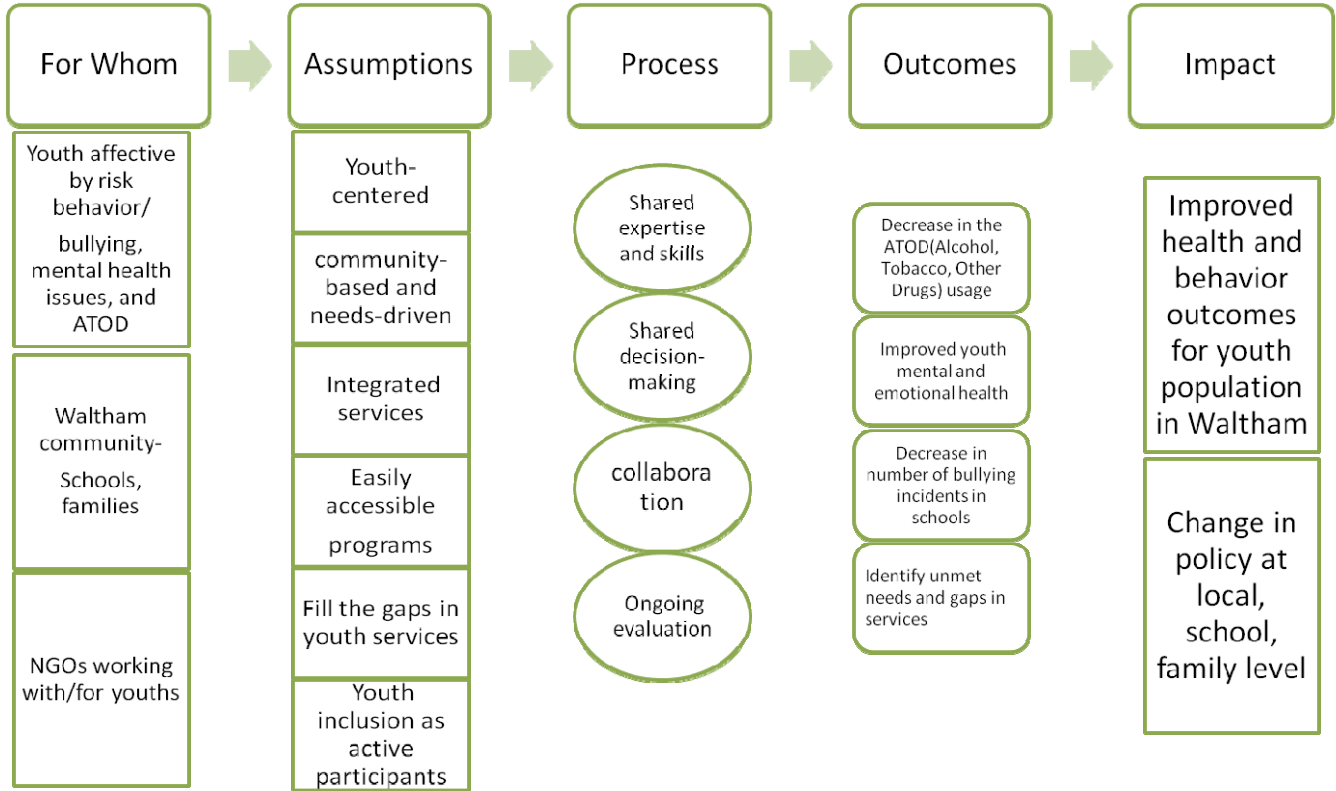 For Whom
Assumptions
Process
Outcomes
Impact
Youth affective
by risk
behavior/
bullying,
mental health
issues, and
ATOD
Waltham
community-
Schools,
families
NGOs working
with/for youths
Youth-
centered
community-
based and
needs-driven
Integrated
services
Easily
accessible
programs
Fill the gaps in
youth services
Youth
inclusion as
active
participants
Shared
expertise
and skills
Shared
decision-
making
collabora
tion
Ongoing
evaluation
Decrease in the
ATOD(Alcohol,
Tobacco, Other
Drugs) usage
Improved youth
mental and
emotional health
Decrease in
number of bullying
incidents in
schools
Identify unmet
needs and gaps in
services
Improved
health and
behavior
outcomes
for youth
population
in Waltham
Change in
policy at
local,
school,
family level